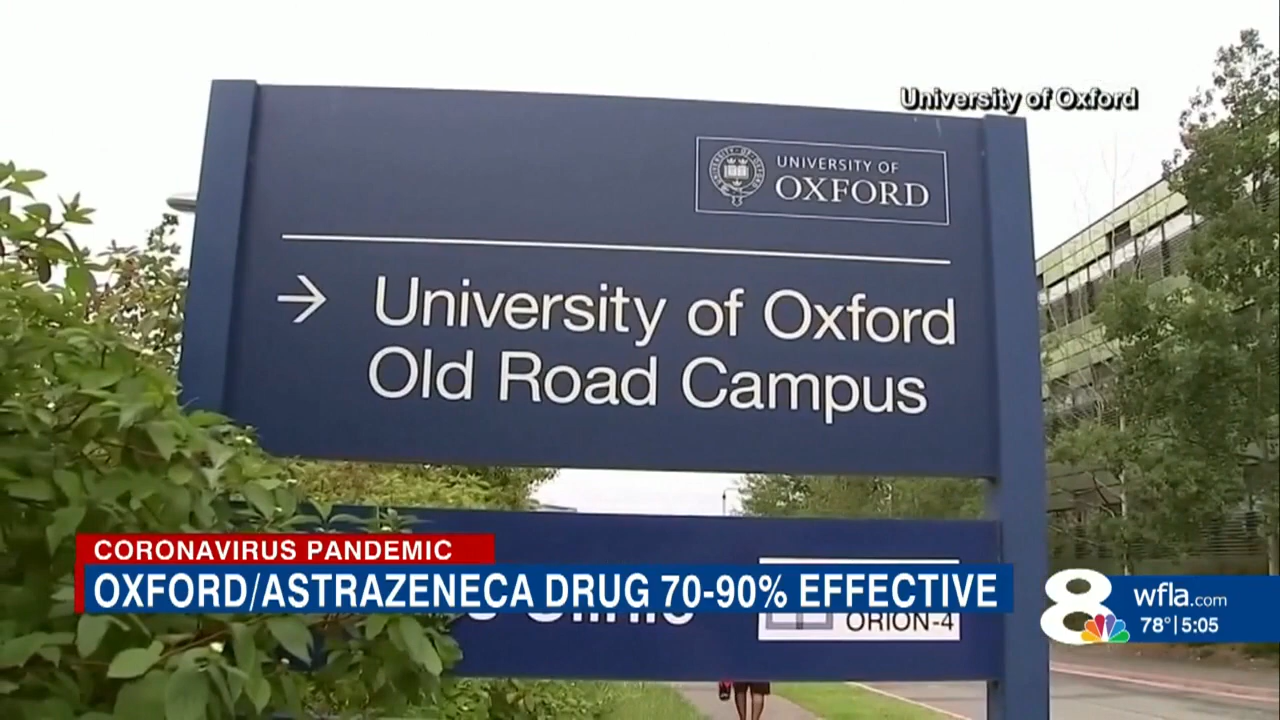 University of Oxford
UNIVERSITY OF
OXFORD
→ University of Oxford
Old Road Campus
CORONAVIRUS PANDEMIC
OXFORD/ASTRAZENECA DRUG 70-90% EFFECTIVE
ORION-4
8
wfla.com
78° | 5:05